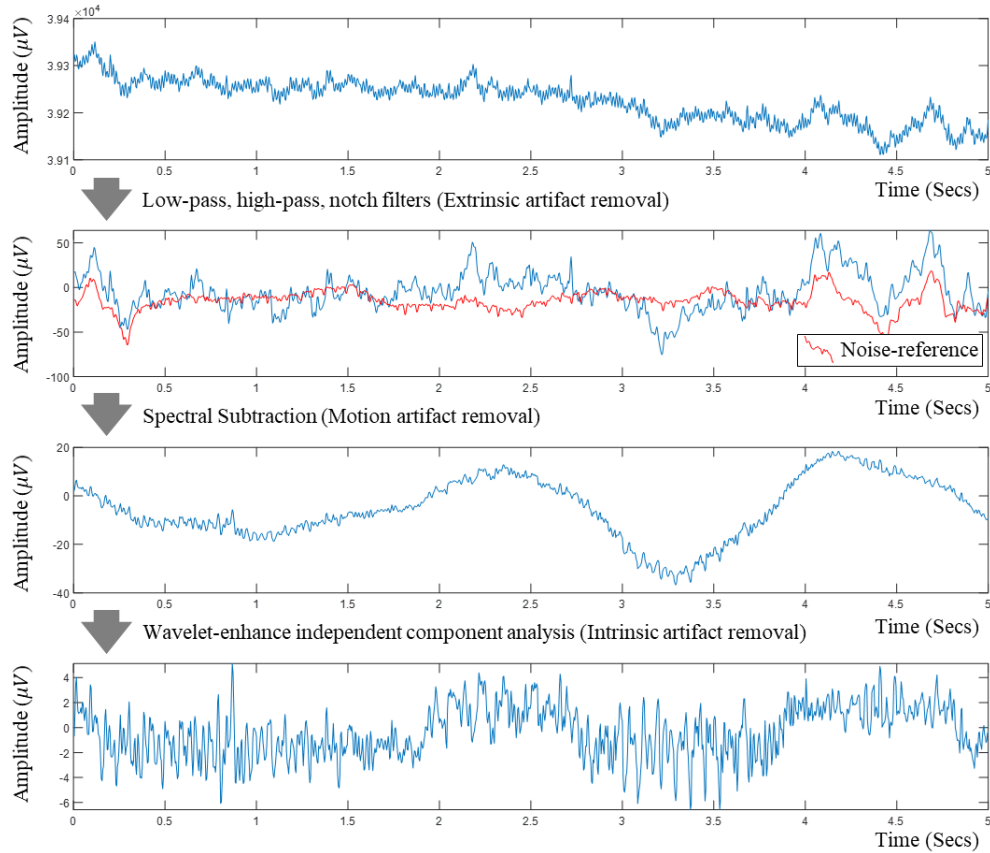 ×10⁴
3.94
3.93
3.92
3.91
Amplitude (μV)
0 0.5 1 1.5 2 2.5 3 3.5 4 4.5 5
Time (Secs)
Low-pass, high-pass, notch filters (Extrinsic artifact removal)
50
0
-50
-100
Amplitude (μV)
Noise-reference
0 0.5 1 1.5 2 2.5 3 3.5 4 4.5 5
Time (Secs)
Spectral Subtraction (Motion artifact removal)
20
0
-20
-40
Amplitude (μV)
0 0.5 1 1.5 2 2.5 3 3.5 4 4.5 5
Time (Secs)
Wavelet-enhance independent component analysis (Intrinsic artifact removal)
4
2
0
-2
-4
-6
Amplitude (μV)
0 0.5 1 1.5 2 2.5 3 3.5 4 4.5 5
Time (Secs)